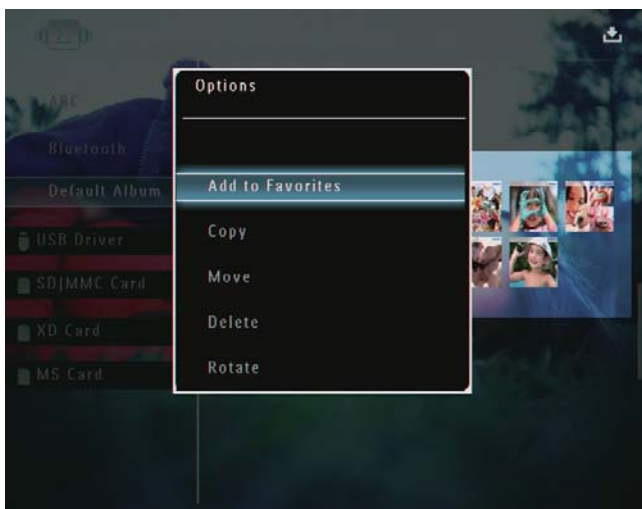 ABC
Bluetooth
Default Album
USB Driver
SD|MMC Card
XD Card
MS Card
Options
Add to Favorites
Copy
Move
Delete
Rotate